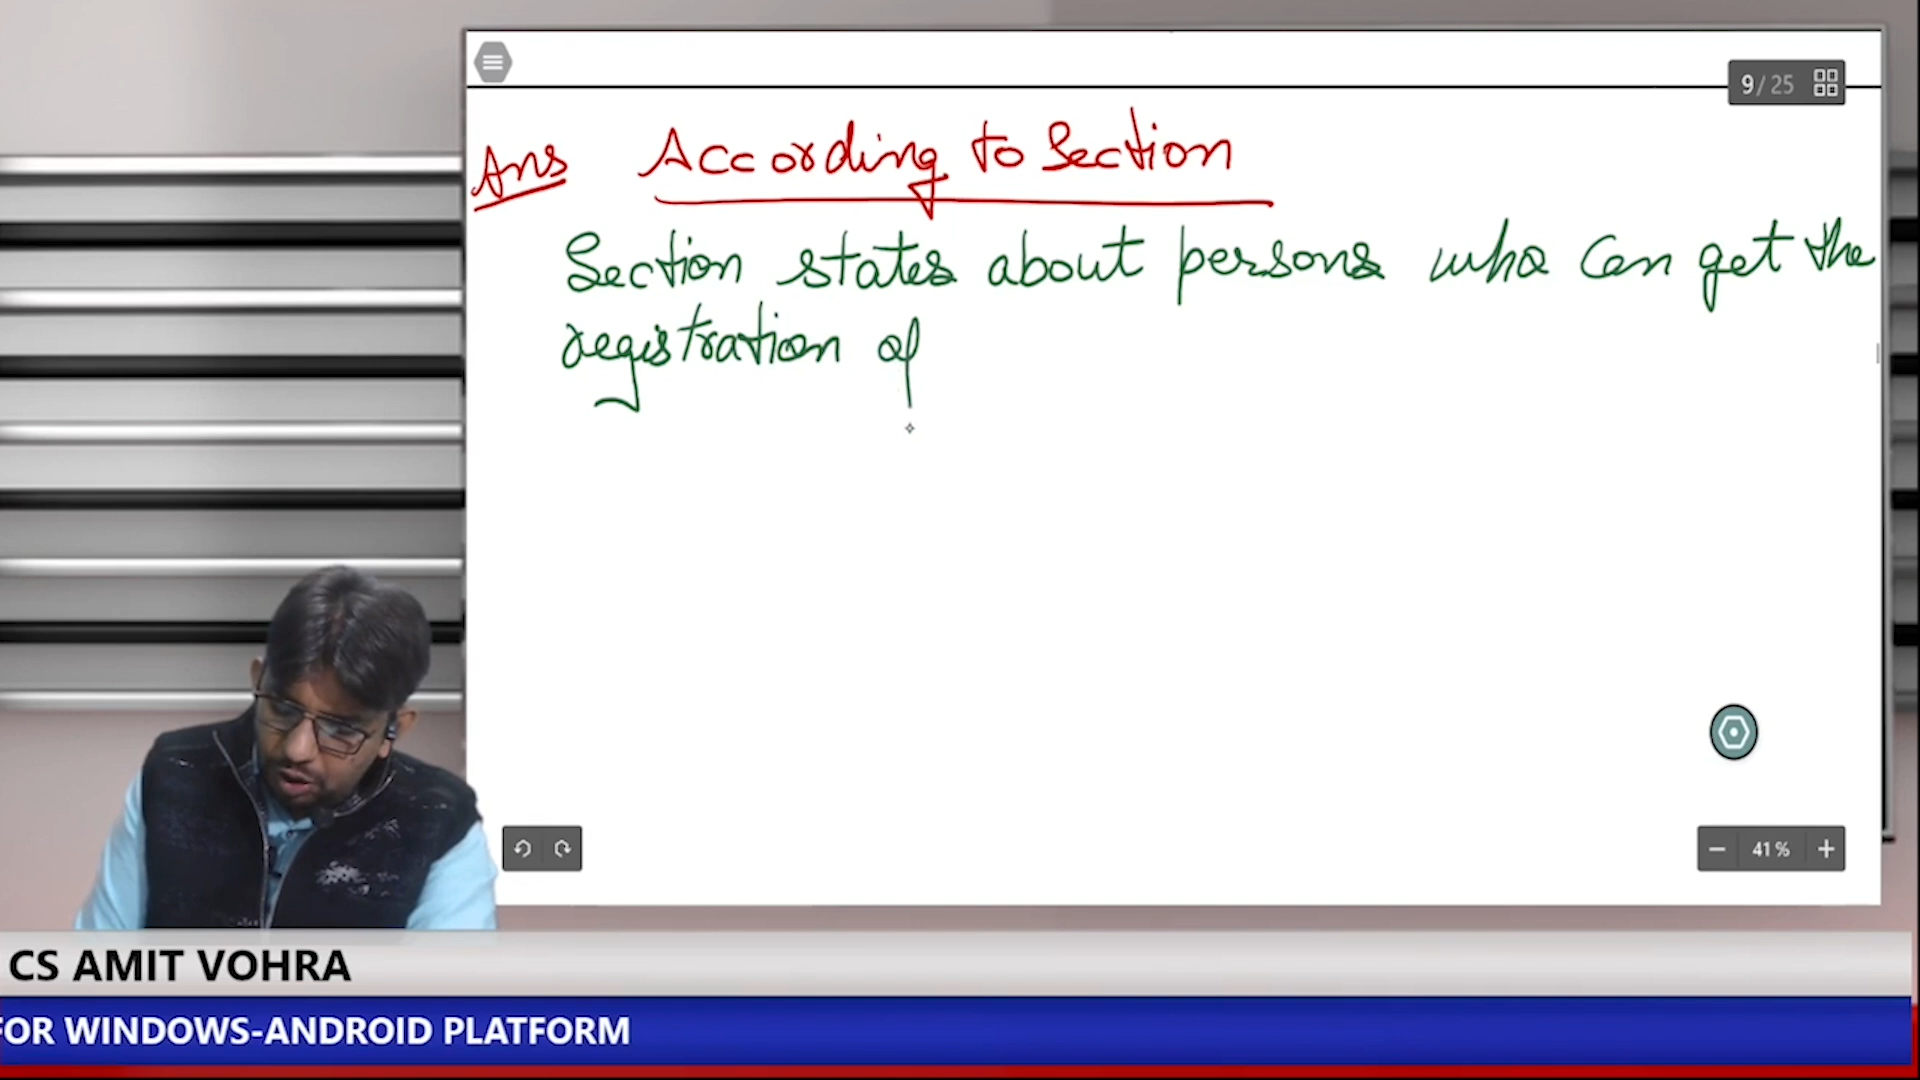 9/25
Ans According to Section
Section states about persons who can get the
registration of
41%
CS AMIT VOHRA
FOR WINDOWS-ANDROID PLATFORM